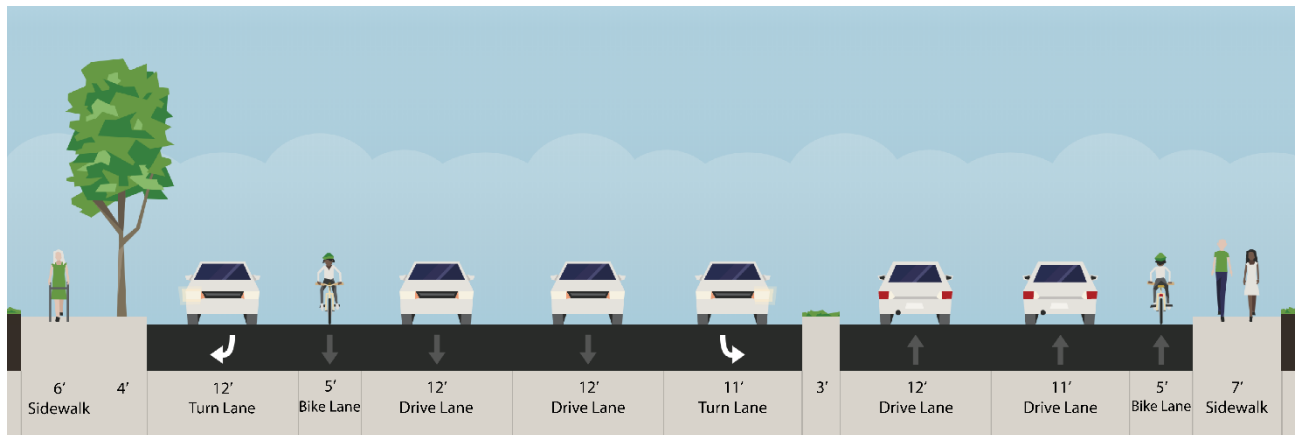 6’ 4’ 12’ 5’ 12’ 12’ 11’ 3’ 12’ 11’ 5’ 7’
Sidewalk Turn Lane Bike Lane Drive Lane Drive Lane Turn Lane Drive Lane Drive Lane Bike Lane Sidewalk